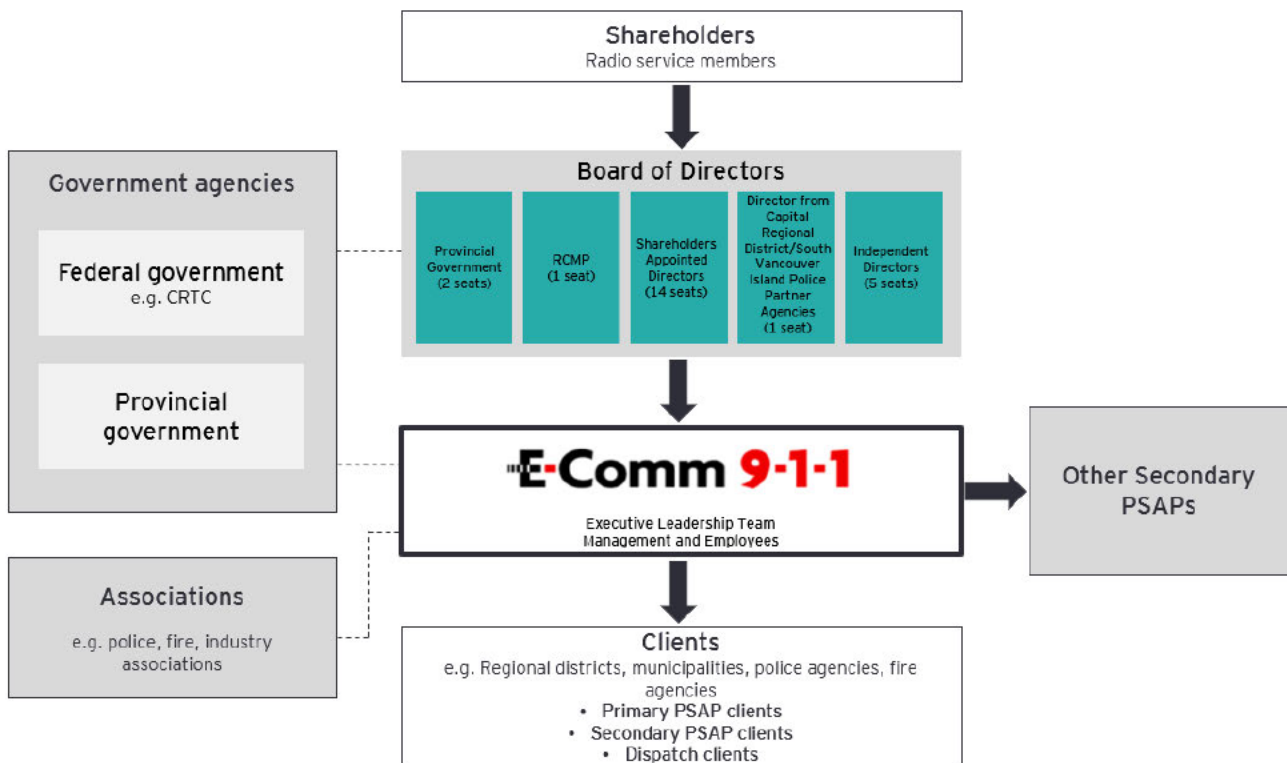 Shareholders
Radio service members
Government agencies
Federal government
e.g. CRTC
Provincial
government
Board of Directors
Provincial
Government
(2 seats)
RCMP
(1 seat)
Shareholders
Appointed
Directors
(14 seats)
Director from
Capital
Regional
District/South
Vancouver
Island Police
Partner
Agencies
(1 seat)
Independent
Directors
(5 seats)
E-Comm 9-1-1
Executive Leadership Team
Management and Employees
Other Secondary
PSAPs
Associations
e.g. police, fire, industry
associations
Clients
e.g. Regional districts, municipalities, police agencies, fire
agencies
• Primary PSAP clients
• Secondary PSAP clients
• Dispatch clients